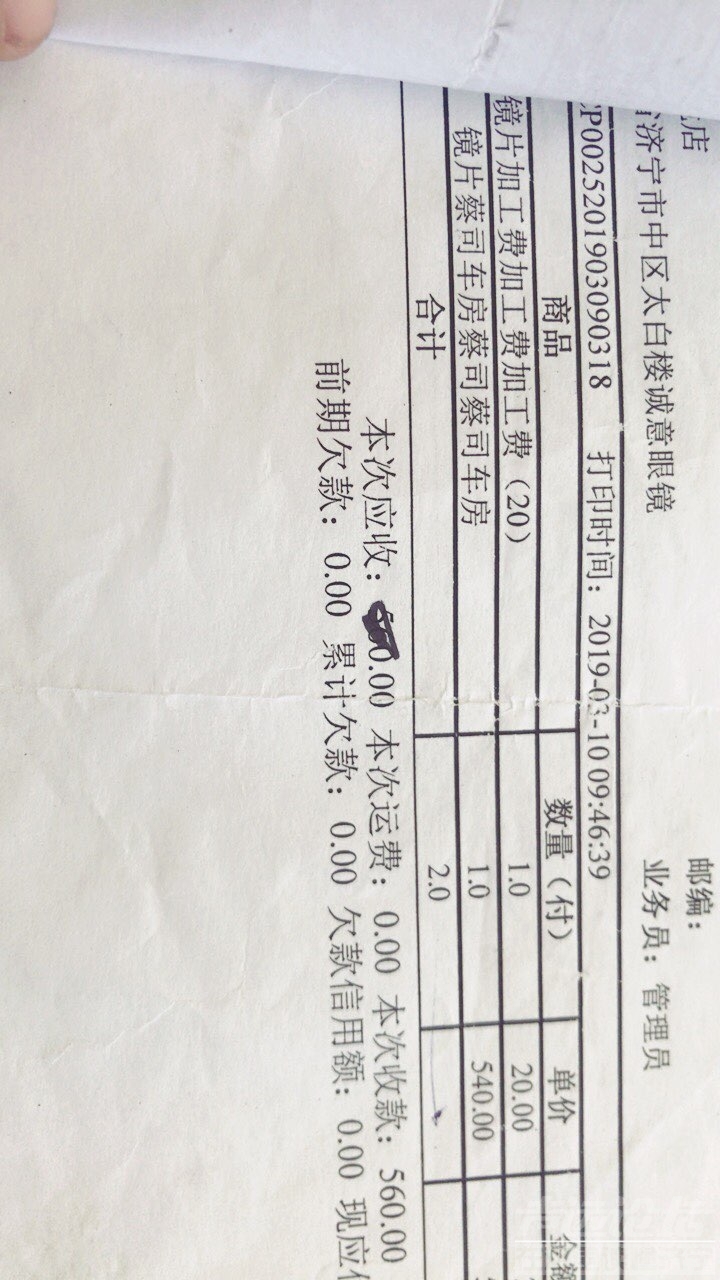 店
邮编：
济宁市中区太白楼诚意眼镜 业务员：管理员
P0025201903090318 打印时间：2019-03-10 09:46:39
商品 数量（付） 单价 金额
镜片加工费加工费加工费（20） 1.0 20.00
镜片蔡司车房蔡司蔡司车房 1.0 540.00
合计 2.0
本次应收：0.00 本次运费：0.00 本次收款：560.00
前期欠款：0.00 累计欠款：0.00 欠款信用额：0.00 现应